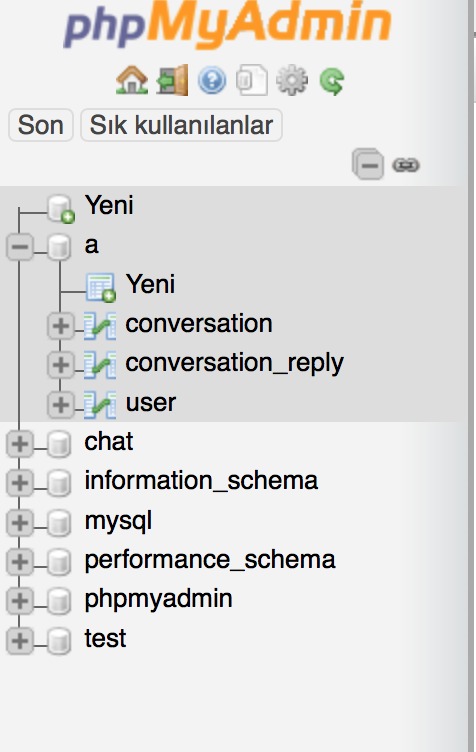 phpMyAdmin
Son Sık kullanılanlar
Yeni
a
Yeni
conversation
conversation_reply
user
chat
information_schema
mysql
performance_schema
phpmyadmin
test